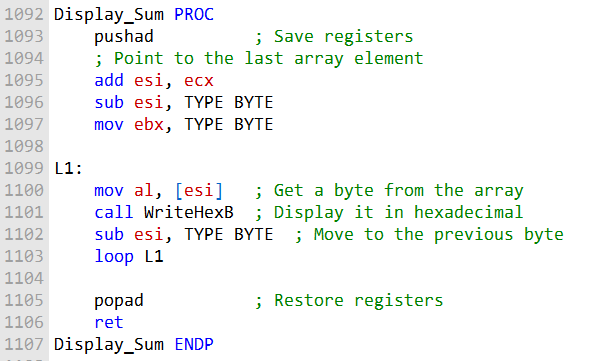 1092 Display_Sum PROC
1093     pushad           ; Save registers
1094     ; Point to the last array element
1095     add esi, ecx
1096     sub esi, TYPE BYTE
1097     mov ebx, TYPE BYTE
1098
1099 L1:
1100     mov al, [esi]   ; Get a byte from the array
1101     call WriteHexB  ; Display it in hexadecimal
1102     sub esi, TYPE BYTE  ; Move to the previous byte
1103     loop L1
1104
1105     popad           ; Restore registers
1106     ret
1107 Display_Sum ENDP